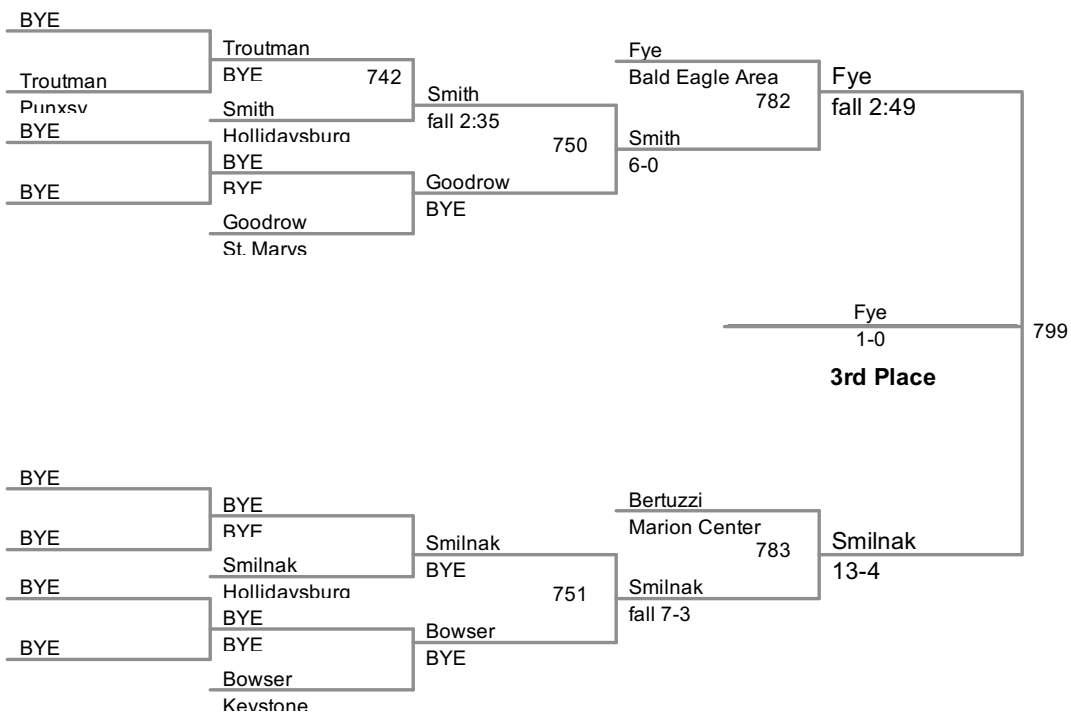 BYE
Troutman
Punxsy
BYE
BYE
Troutman
BYE
742
Smith
Hollidaysburg
BYE
BYE
Goodrow
St. Marys
Smith
fall 2:35
750
Goodrow
BYE
Fye
Bald Eagle Area
782
Smith
6-0
Fye
fall 2:49
Fye
1-0
799
3rd Place
BYE
BYE
BYE
BYE
BYE
BYE
Smilnak
Hollidaysburg
BYE
BYE
Bowser
Keystone
Smilnak
BYE
751
Bowser
BYE
Bertuzzi
Marion Center
783
Smilnak
fall 7-3
Smilnak
13-4